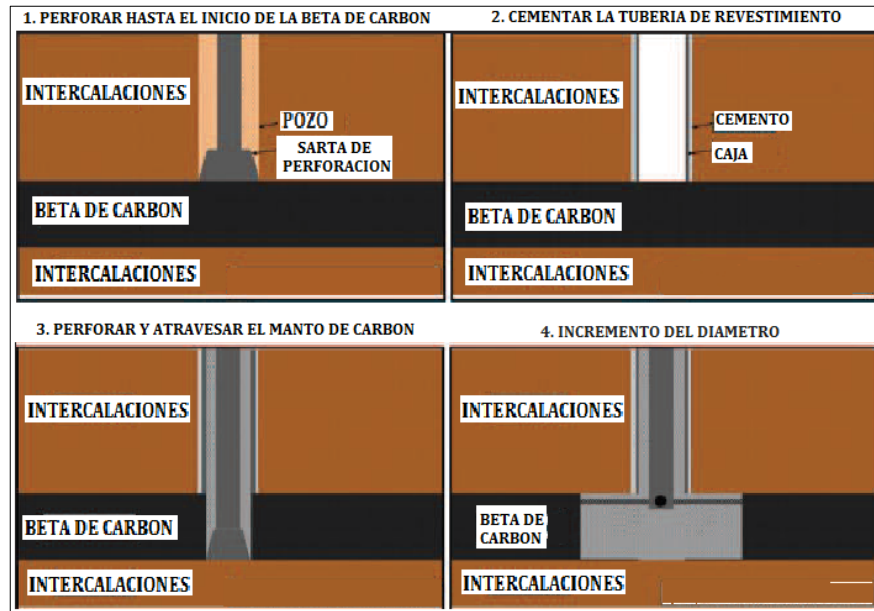 1. PERFORAR HASTA EL INICIO DE LA BETA DE CARBON
INTERCALACIONES
POZO
SARTA DE
PERFORACION
BETA DE CARBON
INTERCALACIONES
2. CEMENTAR LA TUBERIA DE REVESTIMIENTO
INTERCALACIONES
CEMENTO
CAJA
BETA DE CARBON
INTERCALACIONES
3. PERFORAR Y ATRAVESAR EL MANTO DE CARBON
INTERCALACIONES
BETA DE CARBON
INTERCALACIONES
4. INCREMENTO DEL DIAMETRO
INTERCALACIONES
BETA DE
CARBON
INTERCALACIONES